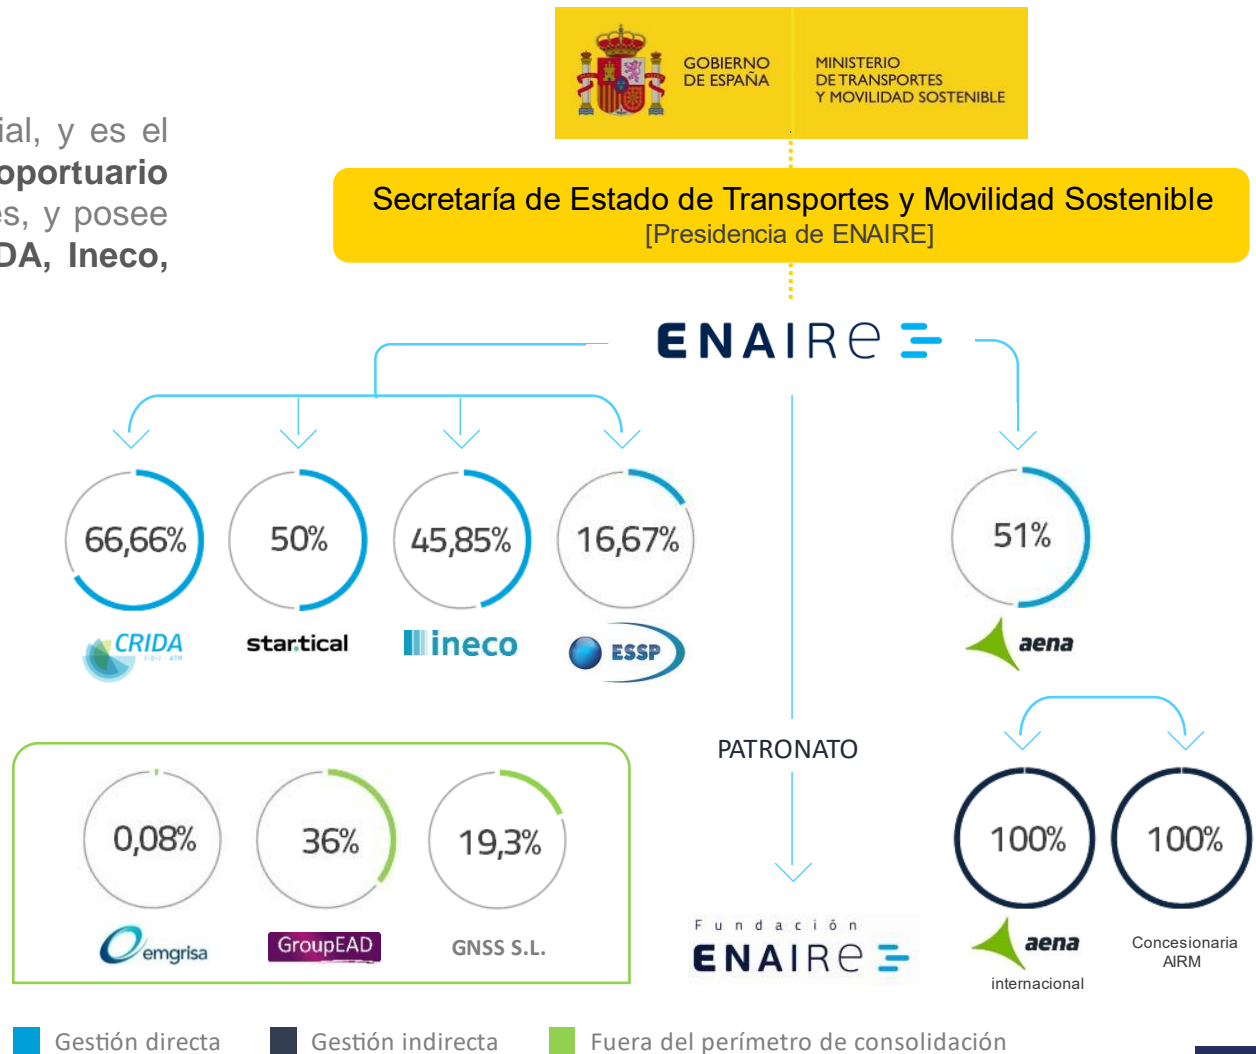 GOBIERNO
DE ESPAÑA
MINISTERIO
DE TRANSPORTES
Y MOVILIDAD SOSTENIBLE
ial, y es el
oportuario
es, y posee
DA, Ineco,
Secretaría de Estado de Transportes y Movilidad Sostenible
[Presidencia de ENAIRE]
ENAIRe
66,66%
50%
45,85%
16,67%
51%
CRIDA
I+D+i · ATM
startical
ineco
ESSP
aena
PATRONATO
0,08%
36%
19,3%
100%
100%
emgrisa
GroupEAD
GNSS S.L.
Fundación
ENAIRe
aena
internacional
Concesionaria
AIRM
Gestión directa
Gestión indirecta
Fuera del perímetro de consolidación